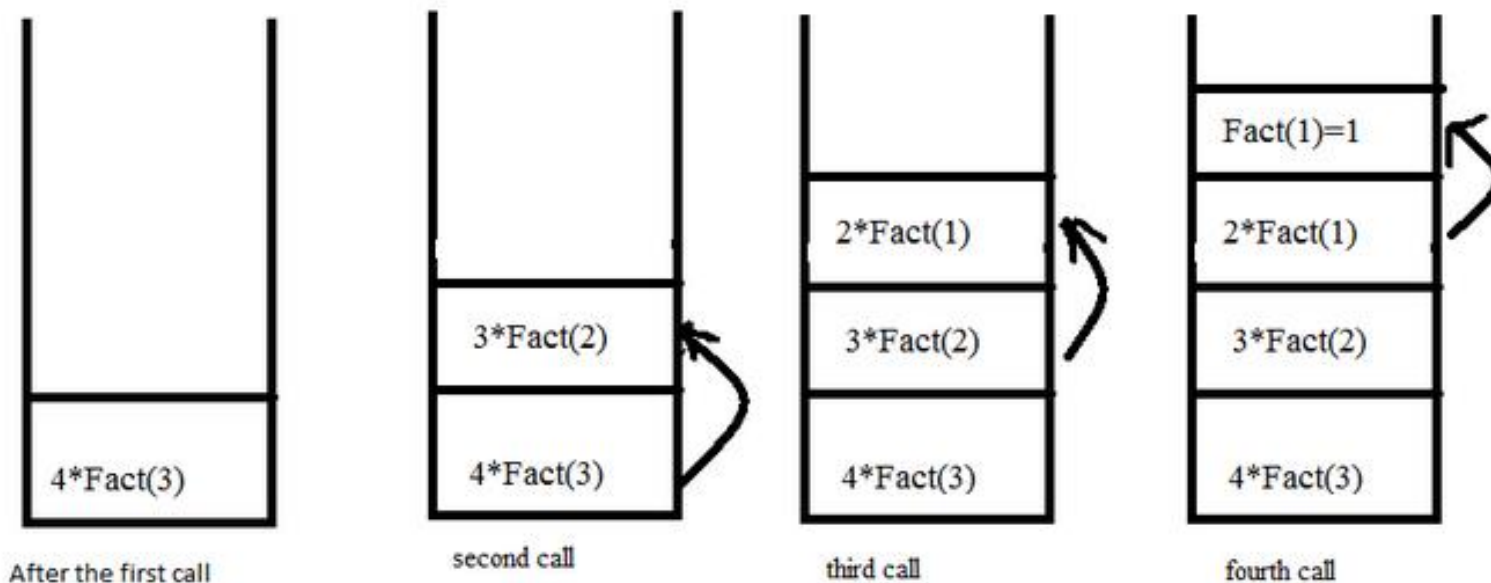 4*Fact(3)
After the first call
3*Fact(2)
4*Fact(3)
second call
2*Fact(1)
3*Fact(2)
4*Fact(3)
third call
Fact(1)=1
2*Fact(1)
3*Fact(2)
4*Fact(3)
fourth call